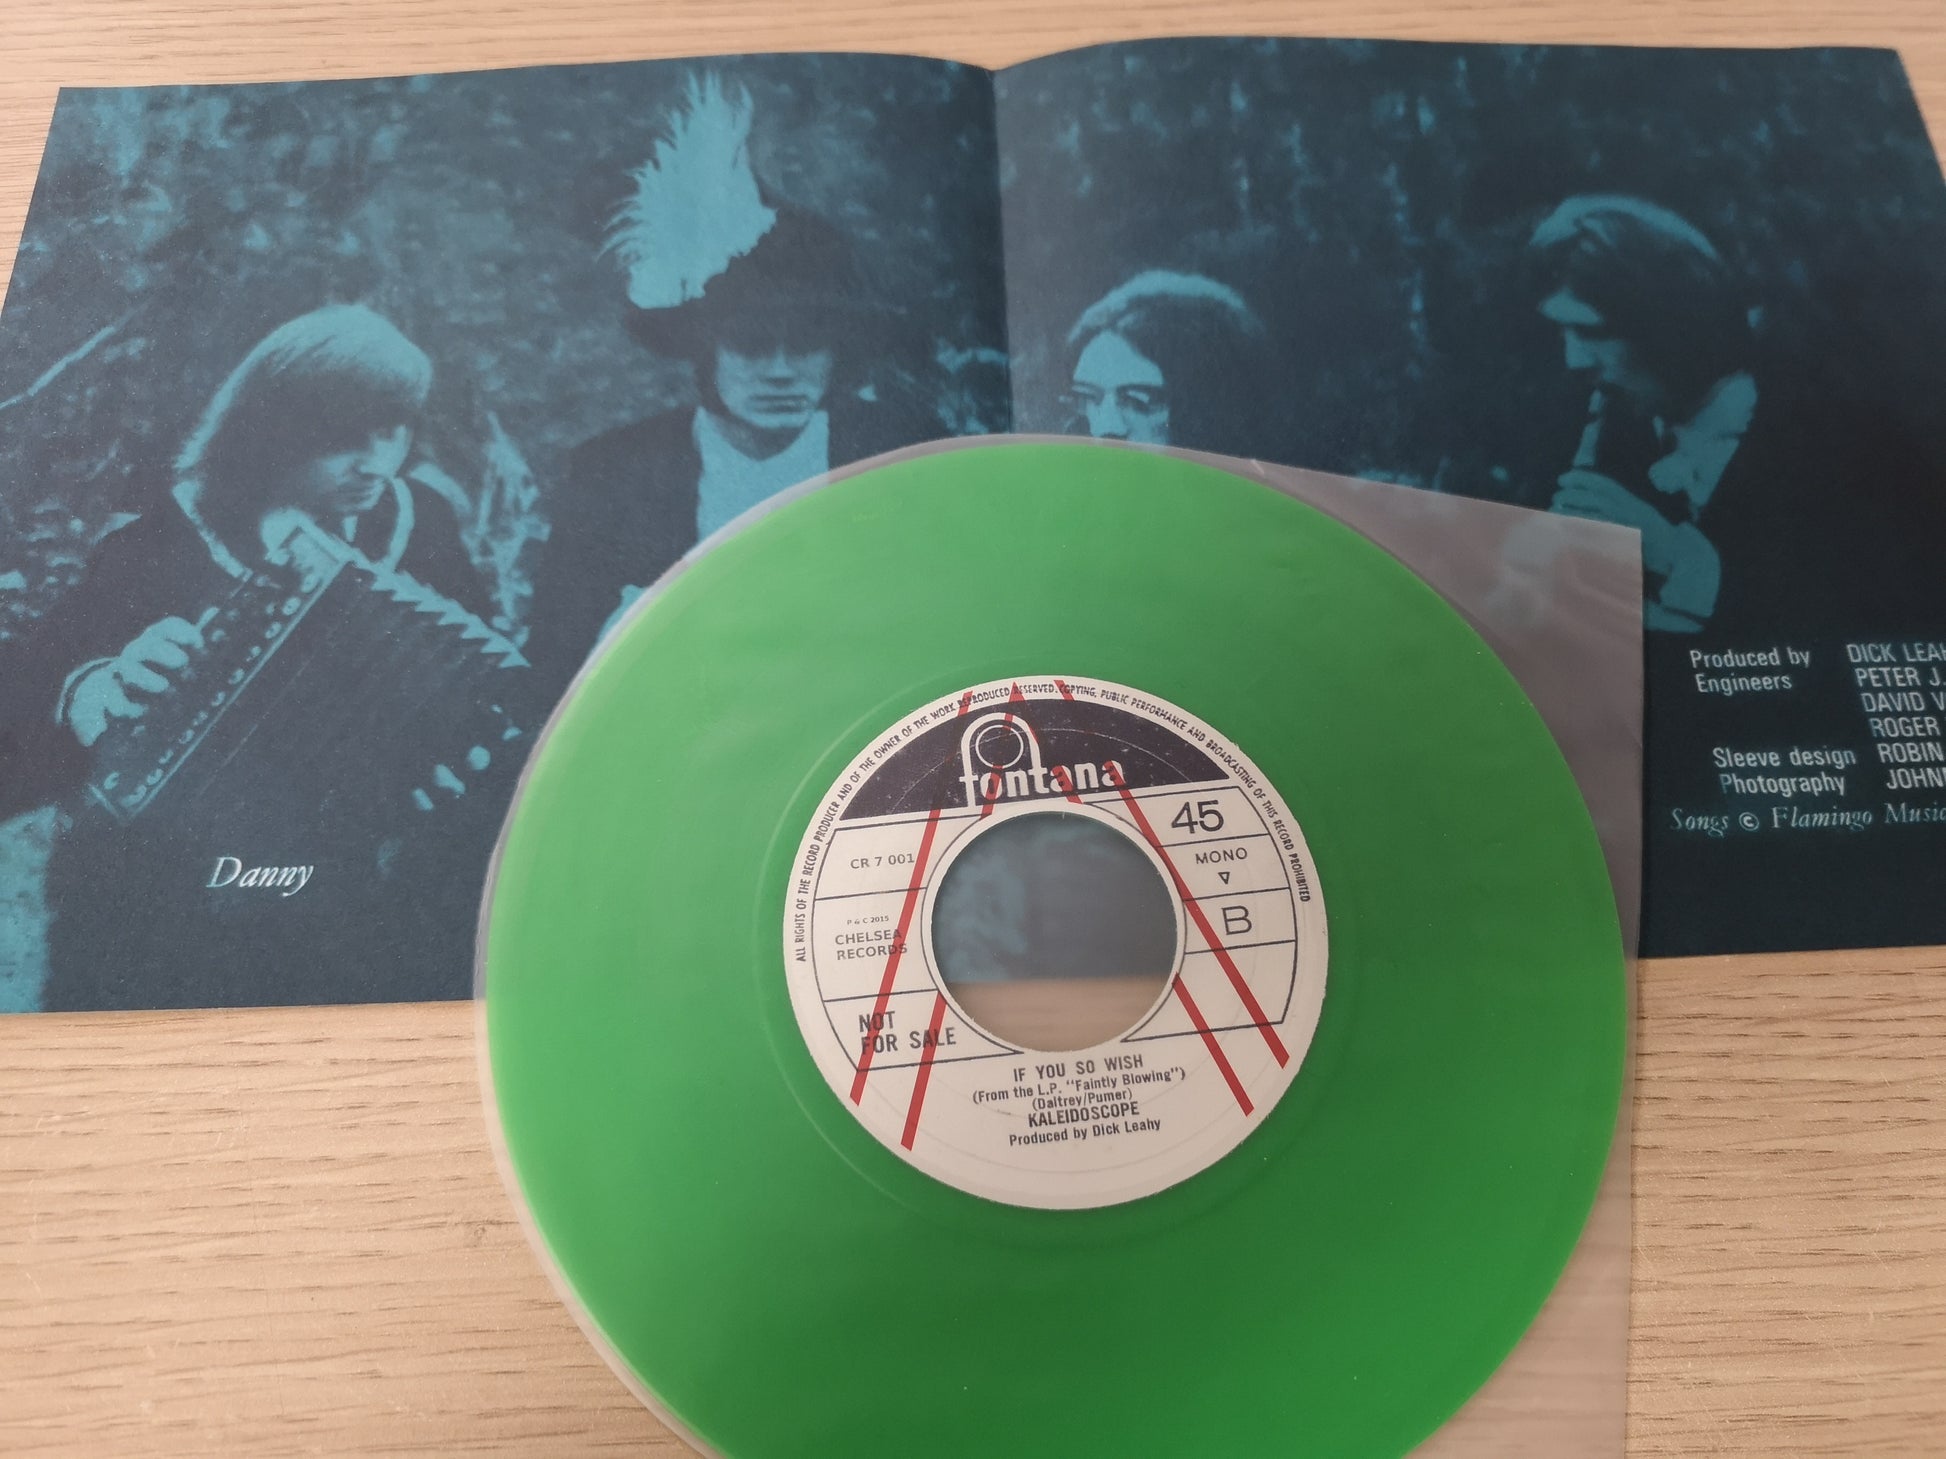 Danny
Produced by DICK LEAH
Engineers PETER J.
DAVID V
ROGER
Sleeve design ROBIN
Photography JOHN
Songs © Flamingo Music
ALL RIGHTS OF THE RECORD PRODUCER AND OF THE OWNER OF THE WORK REPRODUCED RESERVED. COPYING, PUBLIC PERFORMANCE AND BROADCASTING OF THIS RECORD PROHIBITED
fontana
45
CR 7 001
MONO
B
P & C 2015
CHELSEA
RECORDS
NOT
FOR SALE
IF YOU SO WISH
(From the L.P. "Faintly Blowing")
(Daltrey/Pumer)
KALEIDOSCOPE
Produced by Dick Leahy